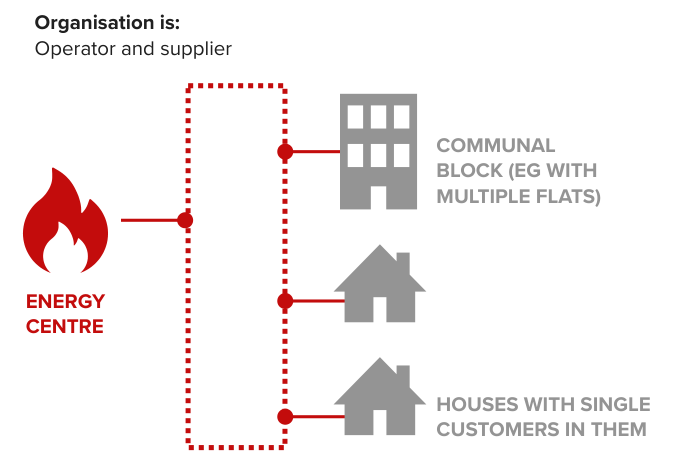 Organisation is:
Operator and supplier
COMMUNAL
BLOCK (EG WITH
MULTIPLE FLATS)
ENERGY
CENTRE
HOUSES WITH SINGLE
CUSTOMERS IN THEM